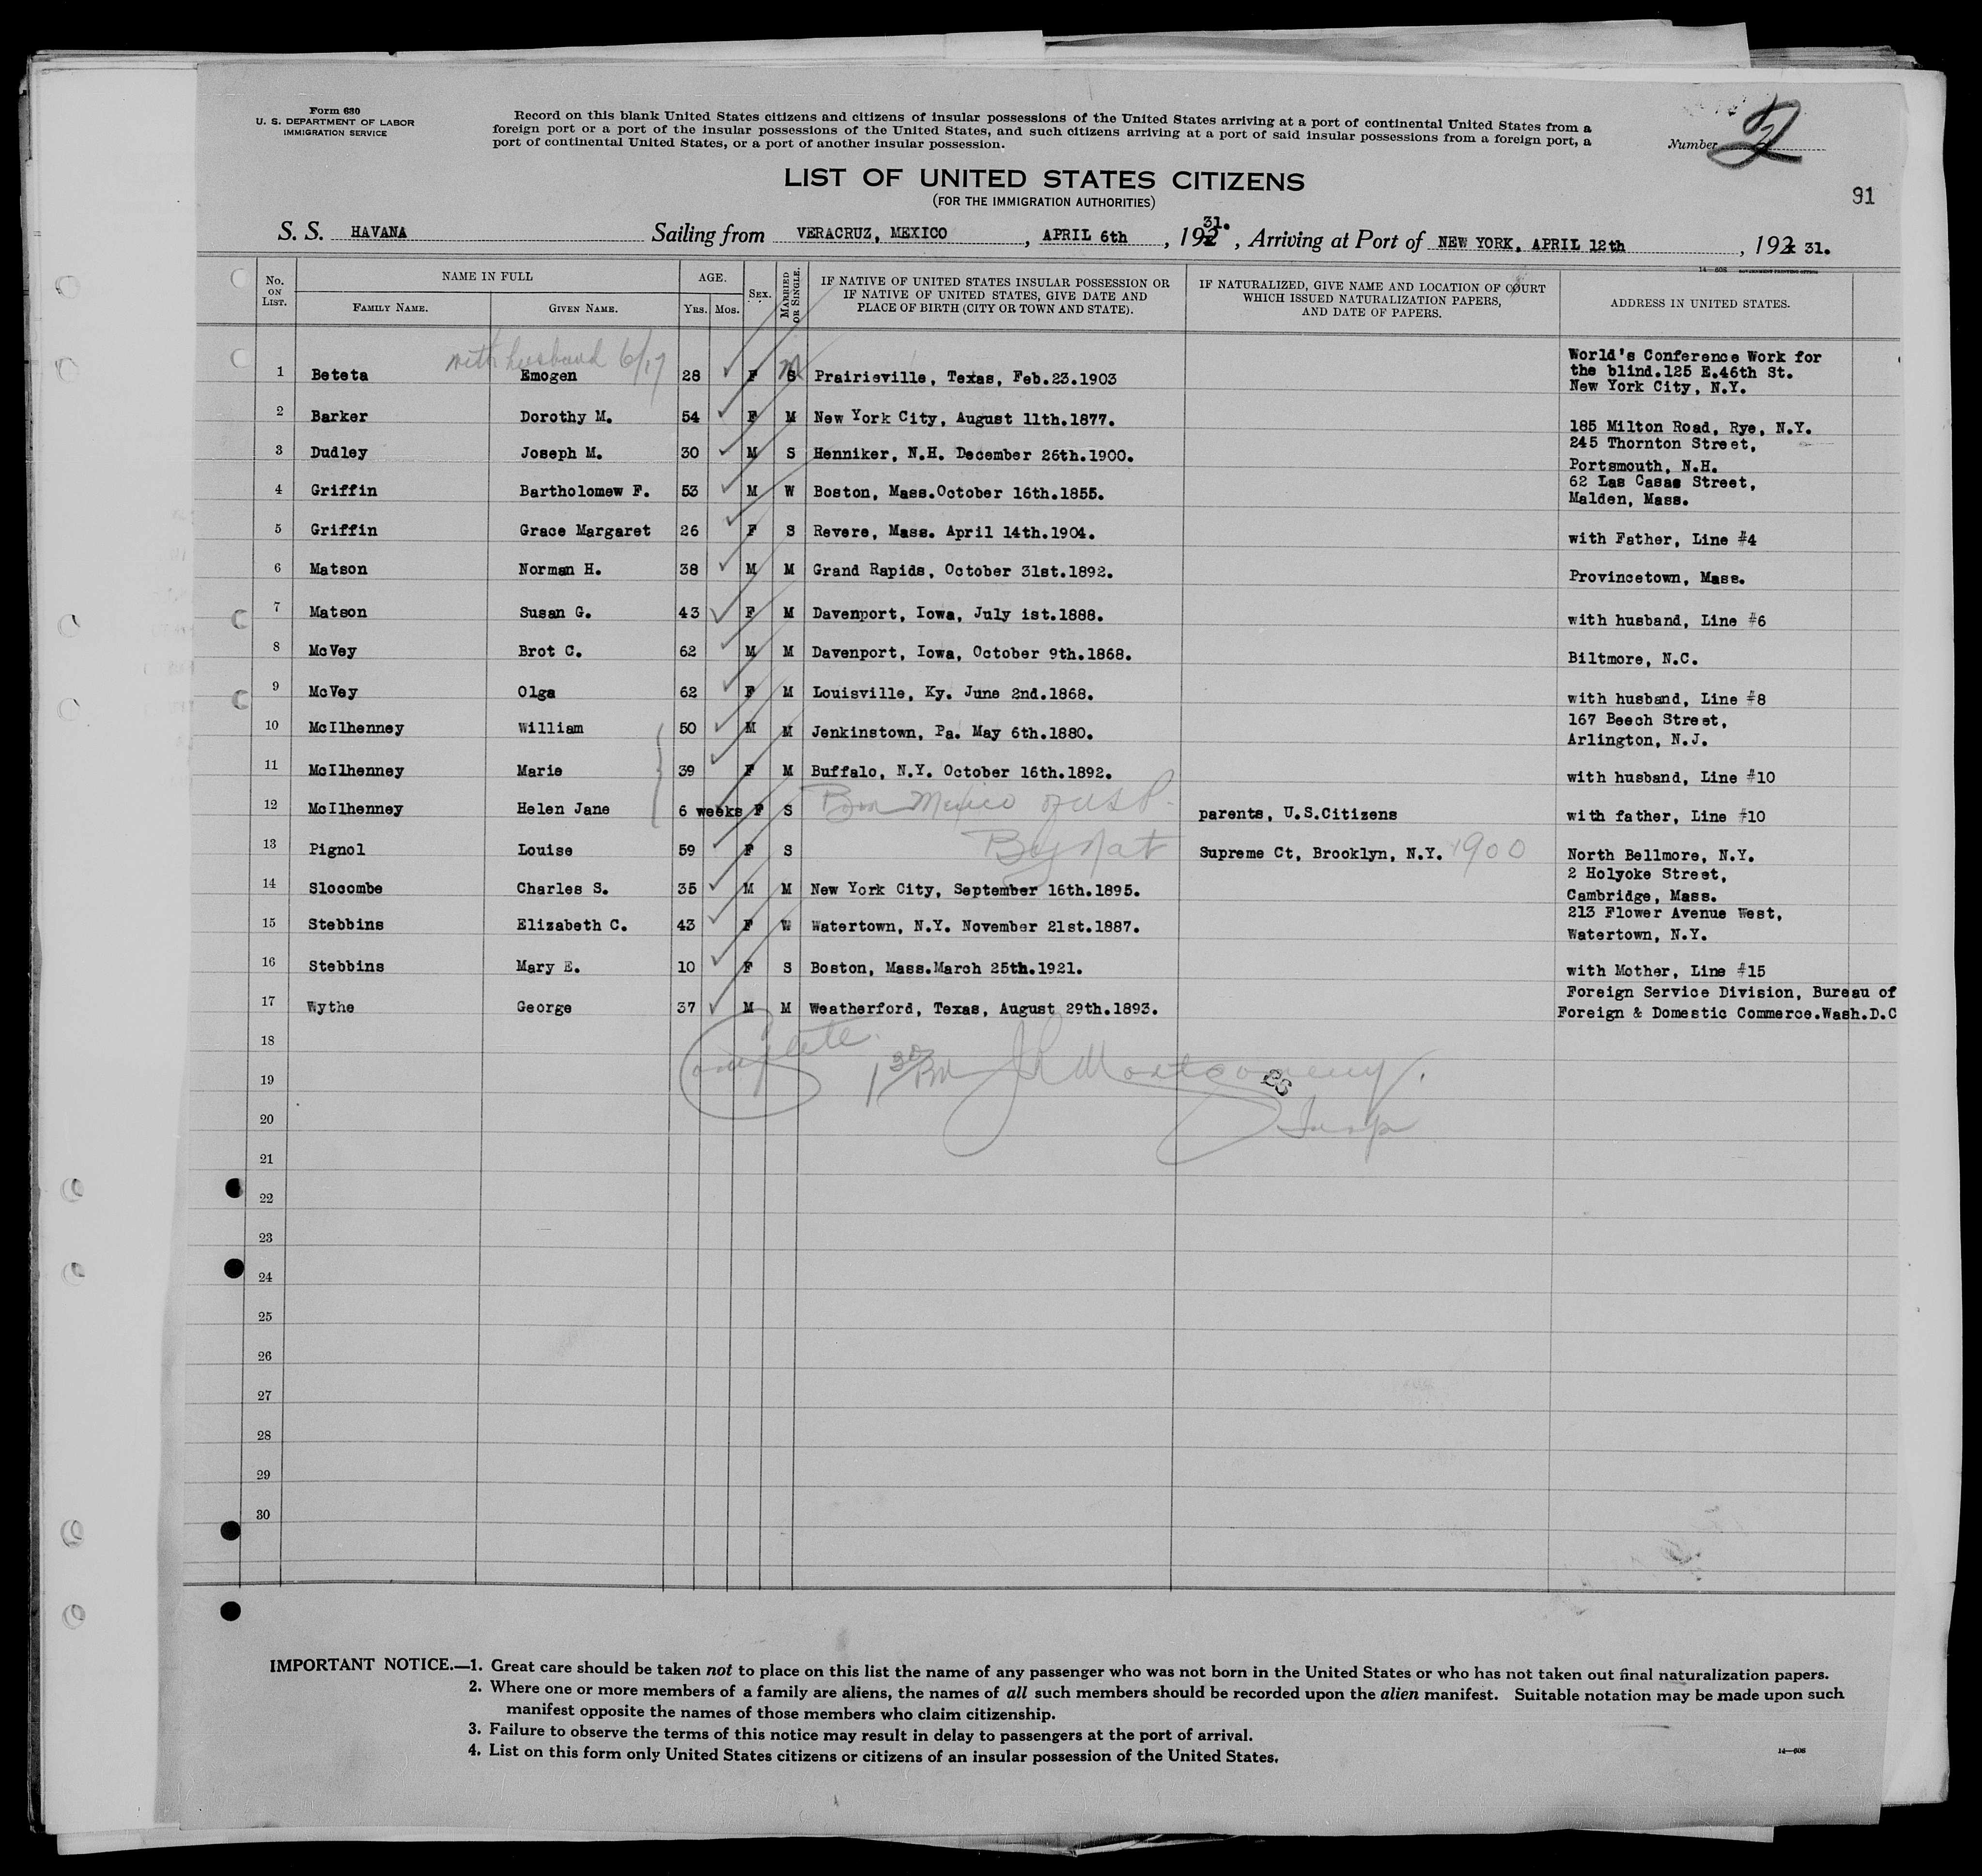 Form 630
U. S. DEPARTMENT OF LABOR
IMMIGRATION SERVICE
Record on this blank United States citizens and citizens of insular possessions of the United States arriving at a port of continental United States from a
foreign port or a port of the insular possessions of the United States, and such citizens arriving at a port of said insular possessions from a foreign port, a
port of continental United States, or a port of another insular possession.
Number 2
91
LIST OF UNITED STATES CITIZENS
(FOR THE IMMIGRATION AUTHORITIES)
S. S. HAVANA Sailing from VERACRUZ, MEXICO, APRIL 6th, 192 31., Arriving at Port of NEW YORK, APRIL 12th, 192 31.
14—606 GOVERNMENT PRINTING OFFICE
No. ON LIST. NAME IN FULL FAMILY NAME. GIVEN NAME. AGE. YRS. MOS. SEX. MARRIED OR SINGLE. IF NATIVE OF UNITED STATES INSULAR POSSESSION OR IF NATIVE OF UNITED STATES, GIVE DATE AND PLACE OF BIRTH (CITY OR TOWN AND STATE). IF NATURALIZED, GIVE NAME AND LOCATION OF COURT WHICH ISSUED NATURALIZATION PAPERS, AND DATE OF PAPERS. ADDRESS IN UNITED STATES.
with husband 6/17
1 Beteta Emogen 28 F S M Prairieville, Texas, Feb.23.1903 World's Conference Work for the blind.125 E.46th St. New York City, N.Y.
2 Barker Dorothy M. 54 F M New York City, August 11th.1877. 185 Milton Road, Rye, N.Y.
3 Dudley Joseph M. 30 M S Henniker, N.H. December 26th.1900. 245 Thornton Street, Portsmouth, N.H.
4 Griffin Bartholomew F. 53 M W Boston, Mass.October 16th.1855. 62 Las Casas Street, Malden, Mass.
5 Griffin Grace Margaret 26 F S Revere, Mass. April 14th.1904. with Father, Line #4
6 Matson Norman H. 38 M M Grand Rapids, October 31st.1892. Provincetown, Mass.
7 Matson Susan G. 43 F M Davenport, Iowa, July 1st.1888. with husband, Line #6
8 McVey Brot C. 62 M M Davenport, Iowa, October 9th.1868. Biltmore, N.C.
9 McVey Olga 62 F M Louisville, Ky. June 2nd.1868. with husband, Line #8
10 McIlhenney William 50 M M Jenkinstown, Pa. May 6th.1880. 167 Beech Street, Arlington, N.J.
11 McIlhenney Marie 39 F M Buffalo, N.Y. October 16th.1892. with husband, Line #10
12 McIlhenney Helen Jane 6 weeks F S Born Mexico of USP. parents, U.S.Citizens with father, Line #10
13 Pignol Louise 59 F S By Nat Supreme Ct, Brooklyn, N.Y. 1900 North Bellmore, N.Y.
14 Slocombe Charles S. 35 M M New York City, September 16th.1895. 2 Holyoke Street, Cambridge, Mass.
15 Stebbins Elizabeth C. 43 F W Watertown, N.Y. November 21st.1887. 213 Flower Avenue West, Watertown, N.Y.
16 Stebbins Mary E. 10 F S Boston, Mass.March 25th.1921. with Mother, Line #15
17 Wythe George 37 M M Weatherford, Texas, August 29th.1893. Foreign Service Division, Bureau of Foreign & Domestic Commerce.Wash.D.C
18
Complete. 1 30 PM Montgomery. Insp
19
20
21
22
23
24
25
26
27
28
29
30
IMPORTANT NOTICE.—1. Great care should be taken not to place on this list the name of any passenger who was not born in the United States or who has not taken out final naturalization papers.
2. Where one or more members of a family are aliens, the names of all such members should be recorded upon the alien manifest. Suitable notation may be made upon such
manifest opposite the names of those members who claim citizenship.
3. Failure to observe the terms of this notice may result in delay to passengers at the port of arrival.
4. List on this form only United States citizens or citizens of an insular possession of the United States.
14—606